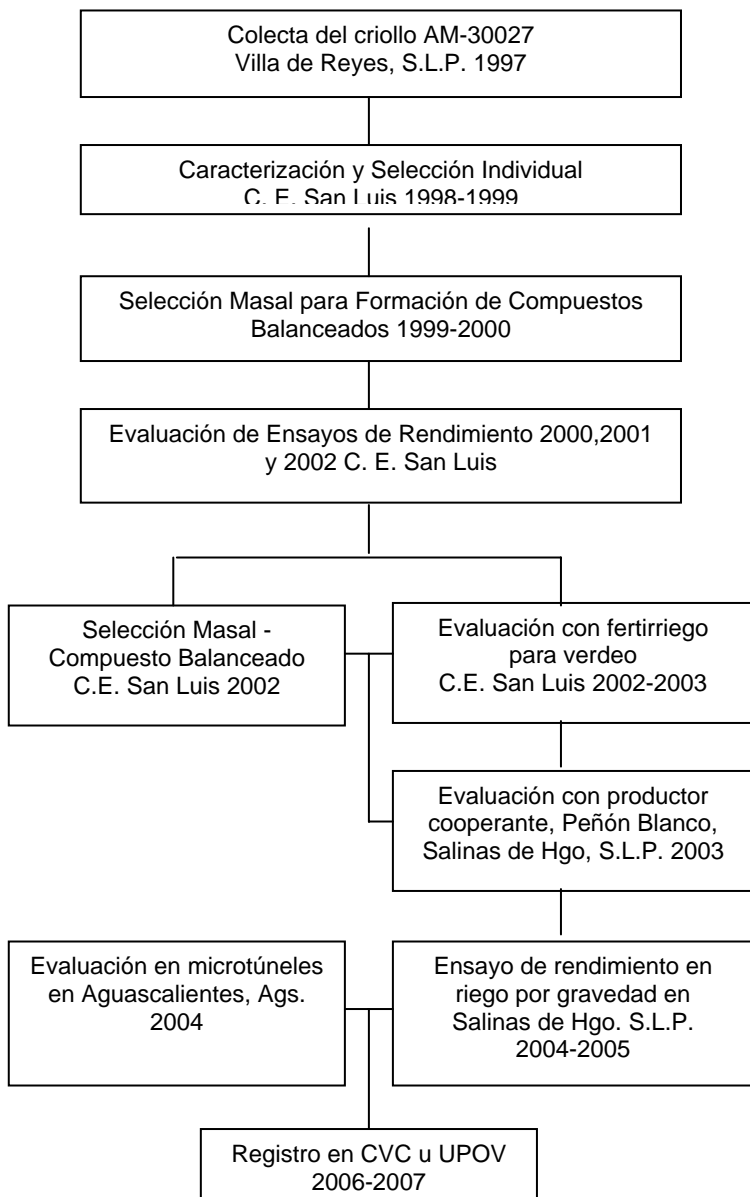 Colecta del criollo AM-30027
Villa de Reyes, S.L.P. 1997
Caracterización y Selección Individual
C. E. San Luis 1998-1999
Selección Masal para Formación de Compuestos
Balanceados 1999-2000
Evaluación de Ensayos de Rendimiento 2000,2001
y 2002 C. E. San Luis
Selección Masal -
Compuesto Balanceado
C.E. San Luis 2002
Evaluación con fertirriego
para verdeo
C.E. San Luis 2002-2003
Evaluación con productor
cooperante, Peñón Blanco,
Salinas de Hgo, S.L.P. 2003
Evaluación en microtúneles
en Aguascalientes, Ags.
2004
Ensayo de rendimiento en
riego por gravedad en
Salinas de Hgo. S.L.P.
2004-2005
Registro en CVC u UPOV
2006-2007